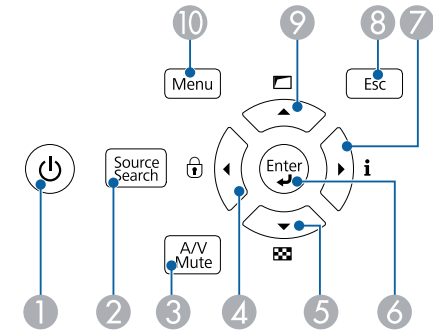 10 9 8 7
Menu Esc
Source
Search
Enter
i
A/V
Mute
1 2 3 4 5 6